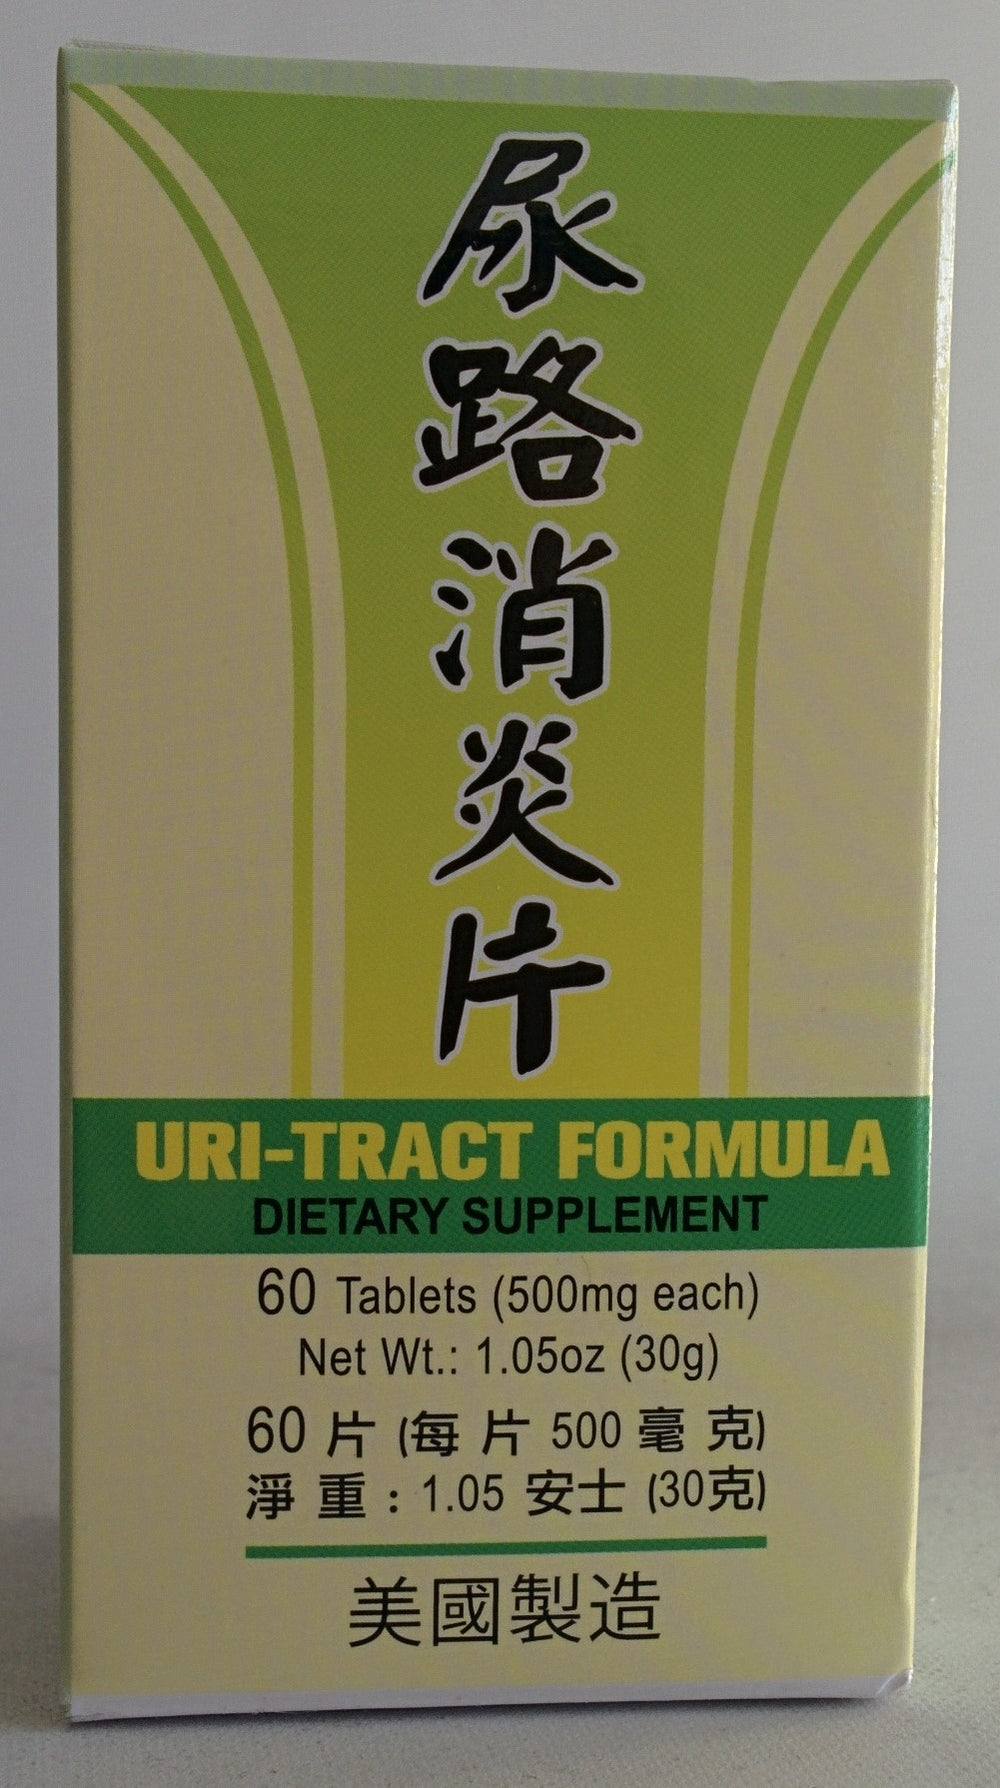 尿路消炎片
URI-TRACT FORMULA
DIETARY SUPPLEMENT
60 Tablets (500mg each)
Net Wt.: 1.05oz (30g)
60 片 (每 片 500 毫 克)
淨 重 : 1.05 安士 (30克)
美國製造